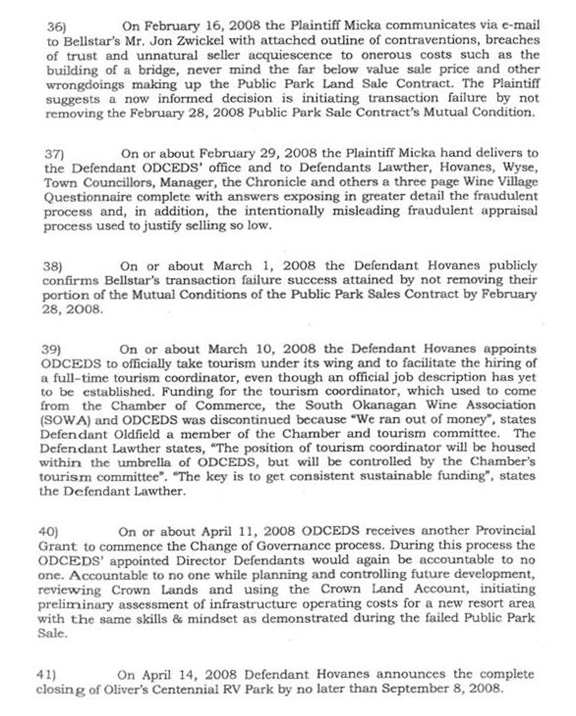 36) On February 16, 2008 the Plaintiff Micka communicates via e-mail
to Bellstar's Mr. Jon Zwickel with attached outline of contraventions, breaches
of trust and unnatural seller acquiescence to onerous costs such as the
building of a bridge, never mind the far below value sale price and other
wrongdoings making up the Public Park Land Sale Contract. The Plaintiff
suggests a now informed decision is initiating transaction failure by not
removing the February 28, 2008 Public Park Sale Contract's Mutual Condition.
37) On or about February 29, 2008 the Plaintiff Micka hand delivers to
the Defendant ODCEDS' office and to Defendants Lawther, Hovanes, Wyse,
Town Councillors, Manager, the Chronicle and others a three page Wine Village
Questionnaire complete with answers exposing in greater detail the fraudulent
process and, in addition, the intentionally misleading fraudulent appraisal
process used to justify selling so low.
38) On or about March 1, 2008 the Defendant Hovanes publicly
confirms Bellstar's transaction failure success attained by not removing their
portion of the Mutual Conditions of the Public Park Sales Contract by February
28, 2008.
39) On or about March 10, 2008 the Defendant Hovanes appoints
ODCEDS to officially take tourism under its wing and to facilitate the hiring of
a full-time tourism coordinator, even though an official job description has yet
to be established. Funding for the tourism coordinator, which used to come
from the Chamber of Commerce, the South Okanagan Wine Association
(SOWA) and ODCEDS was discontinued because "We ran out of money", states
Defendant Oldfield a member of the Chamber and tourism committee. The
Defendant Lawther states, "The position of tourism coordinator will be housed
within the umbrella of ODCEDS, but will be controlled by the Chamber's
tourism committee". "The key is to get consistent sustainable funding", states
the Defendant Lawther.
40) On or about April 11, 2008 ODCEDS receives another Provincial
Grant to commence the Change of Governance process. During this process the
ODCEDS' appointed Director Defendants would again be accountable to no
one. Accountable to no one while planning and controlling future development,
reviewing Crown Lands and using the Crown Land Account, initiating
preliminary assessment of infrastructure operating costs for a new resort area
with the same skills & mindset as demonstrated during the failed Public Park
Sale.
41) On April 14, 2008 Defendant Hovanes announces the complete
closing of Oliver's Centennial RV Park by no later than September 8, 2008.